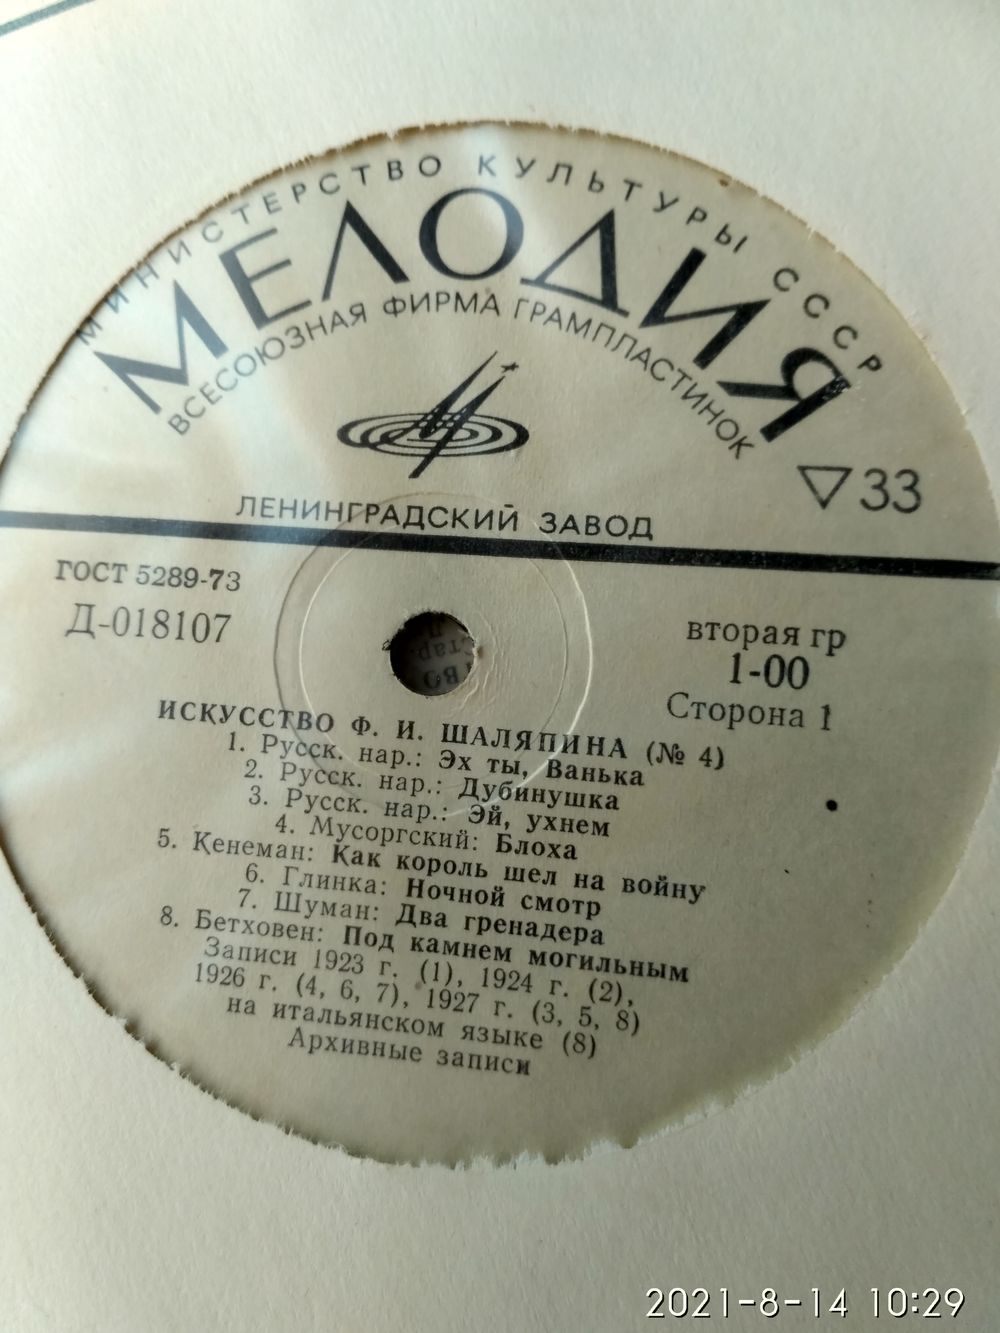 МИНИСТЕРСТВО КУЛЬТУРЫ СССР
МЕЛОДИЯ
ВСЕСОЮЗНАЯ ФИРМА ГРАМПЛАСТИНОК
▽33
ЛЕНИНГРАДСКИЙ ЗАВОД
ГОСТ 5289-73
Д-018107
вторая гр
1-00
Сторона 1
ИСКУССТВО Ф. И. ШАЛЯПИНА (№ 4)
1. Русск. нар.: Эх ты, Ванька
2. Русск. нар.: Дубинушка
3. Русск. нар.: Эй, ухнем
4. Мусоргский: Блоха
5. Кенеман: Как король шел на войну
6. Глинка: Ночной смотр
7. Шуман: Два гренадера
8. Бетховен: Под камнем могильным
Записи 1923 г. (1), 1924 г. (2),
1926 г. (4, 6, 7), 1927 г. (3, 5, 8)
на итальянском языке (8)
Архивные записи
2021-8-14 10:29